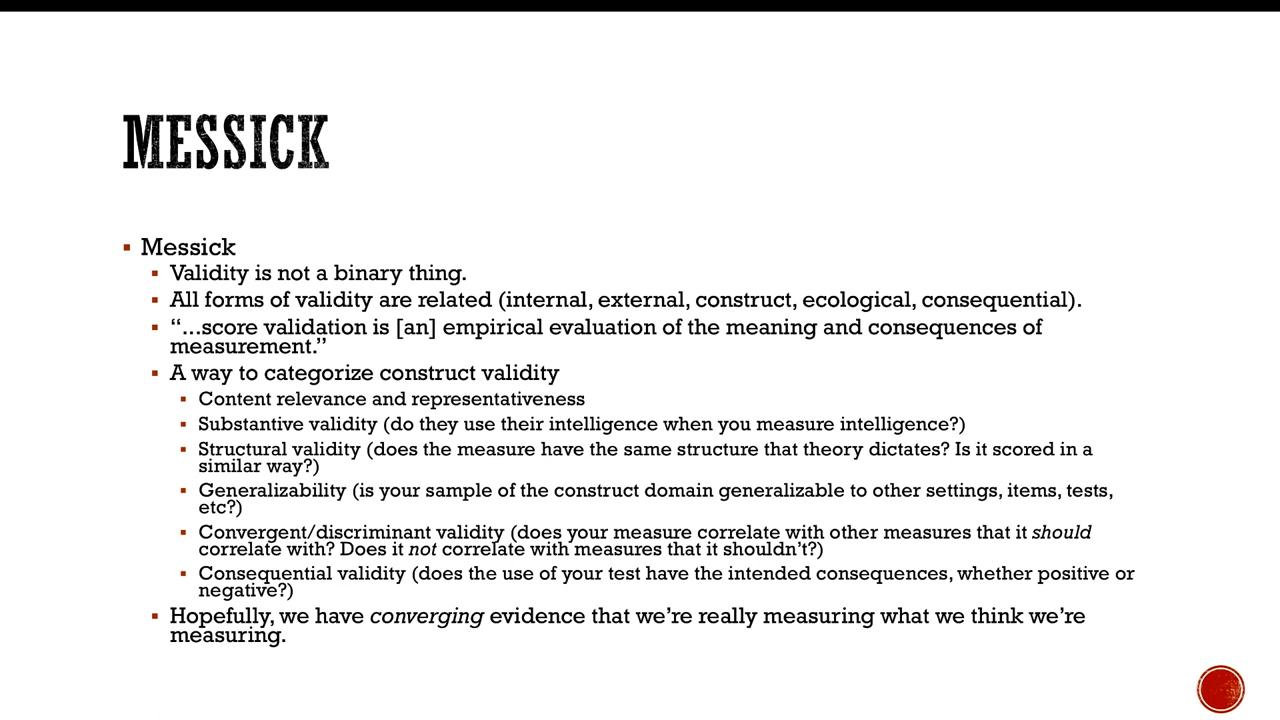 MESSICK
Messick
Validity is not a binary thing.
All forms of validity are related (internal, external, construct, ecological, consequential).
“...score validation is [an] empirical evaluation of the meaning and consequences of
measurement.”
A way to categorize construct validity
Content relevance and representativeness
Substantive validity (do they use their intelligence when you measure intelligence?)
Structural validity (does the measure have the same structure that theory dictates? Is it scored in a
similar way?)
Generalizability (is your sample of the construct domain generalizable to other settings, items, tests,
etc?)
Convergent/discriminant validity (does your measure correlate with other measures that it should
correlate with? Does it not correlate with measures that it shouldn’t?)
Consequential validity (does the use of your test have the intended consequences, whether positive or
negative?)
Hopefully, we have converging evidence that we’re really measuring what we think we’re
measuring.